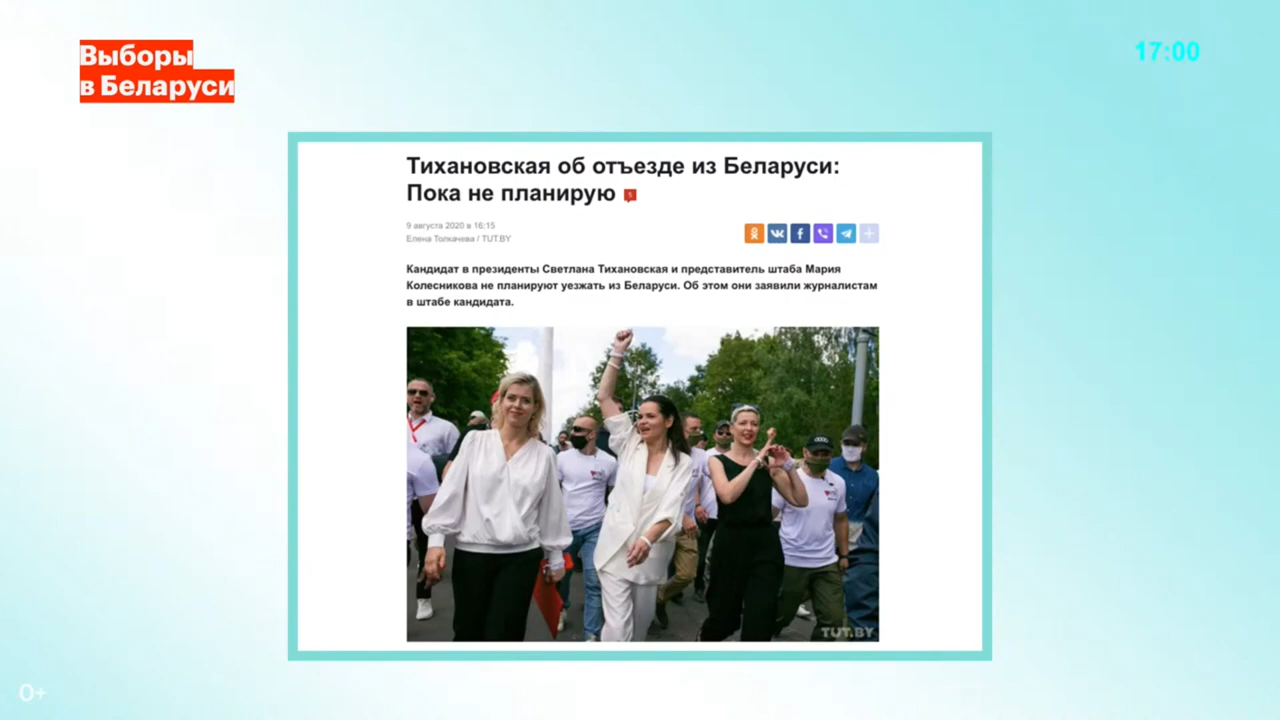 Выборы
в Беларуси
17:00
Тихановская об отъезде из Беларуси:
Пока не планирую
9 августа 2020 в 16:15
Елена Толкачева / TUT.BY
Кандидат в президенты Светлана Тихановская и представитель штаба Мария
Колесникова не планируют уезжать из Беларуси. Об этом они заявили журналистам
в штабе кандидата.
TUT.BY
0+